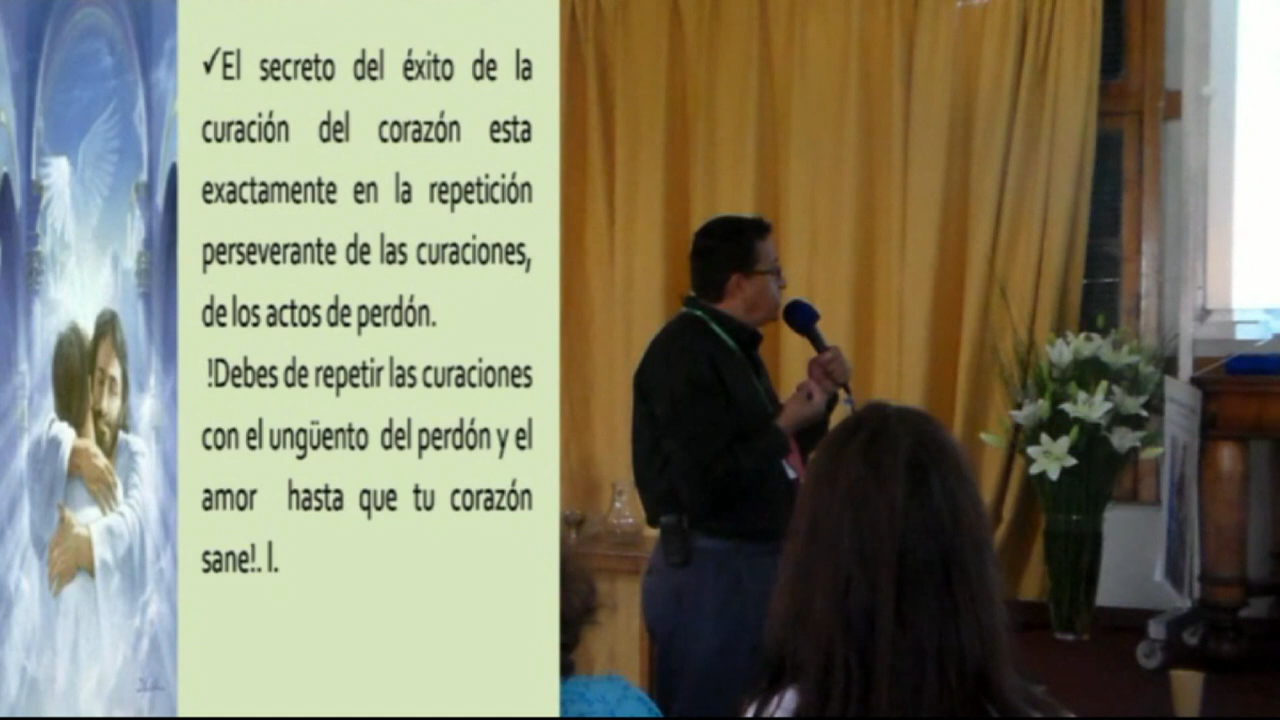 ✓El secreto del éxito de la
curación del corazón esta
exactamente en la repetición
perseverante de las curaciones,
de los actos de perdón.
!Debes de repetir las curaciones
con el ungüento del perdón y el
amor hasta que tu corazón
sane!. l.